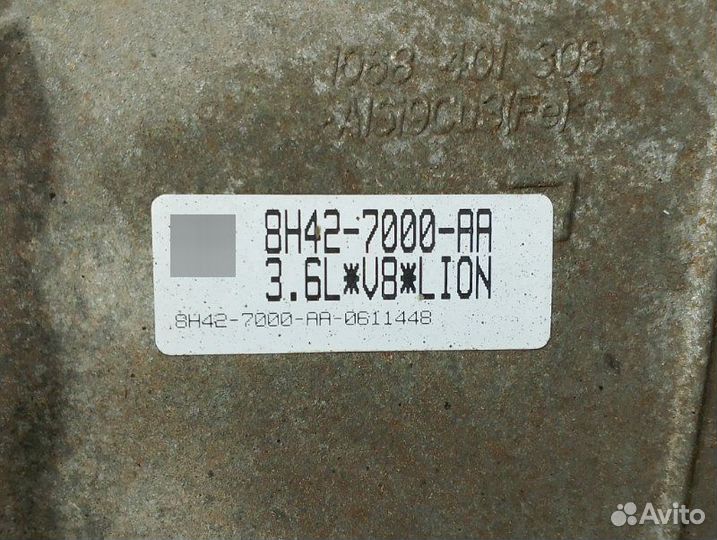 1068 401 308
AlSi9Cu3(Fe)
8H42-7000-AA
3.6L*V8*LION
8H42-7000-AA-0611448
Avito